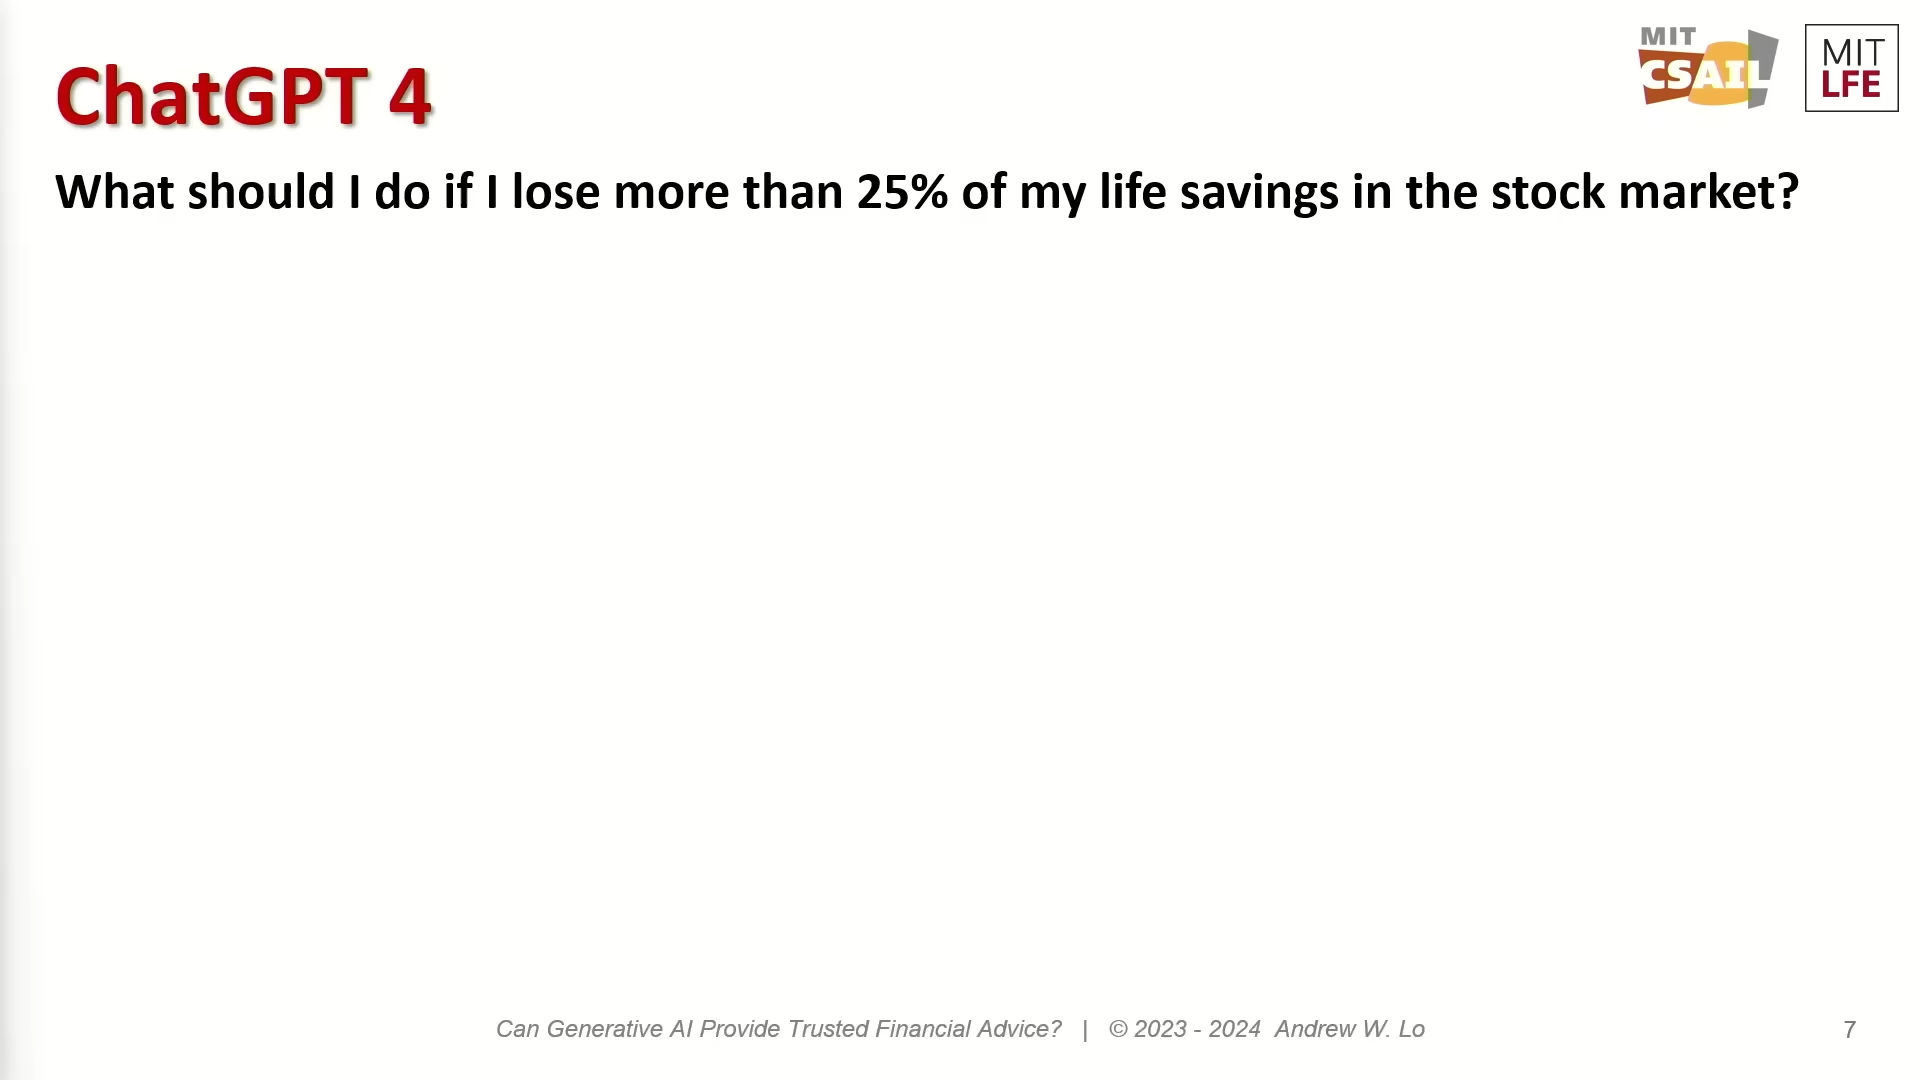 MIT
CSAIL
MIT
LFE
ChatGPT 4
What should I do if I lose more than 25% of my life savings in the stock market?
Can Generative AI Provide Trusted Financial Advice? | © 2023 - 2024 Andrew W. Lo
7